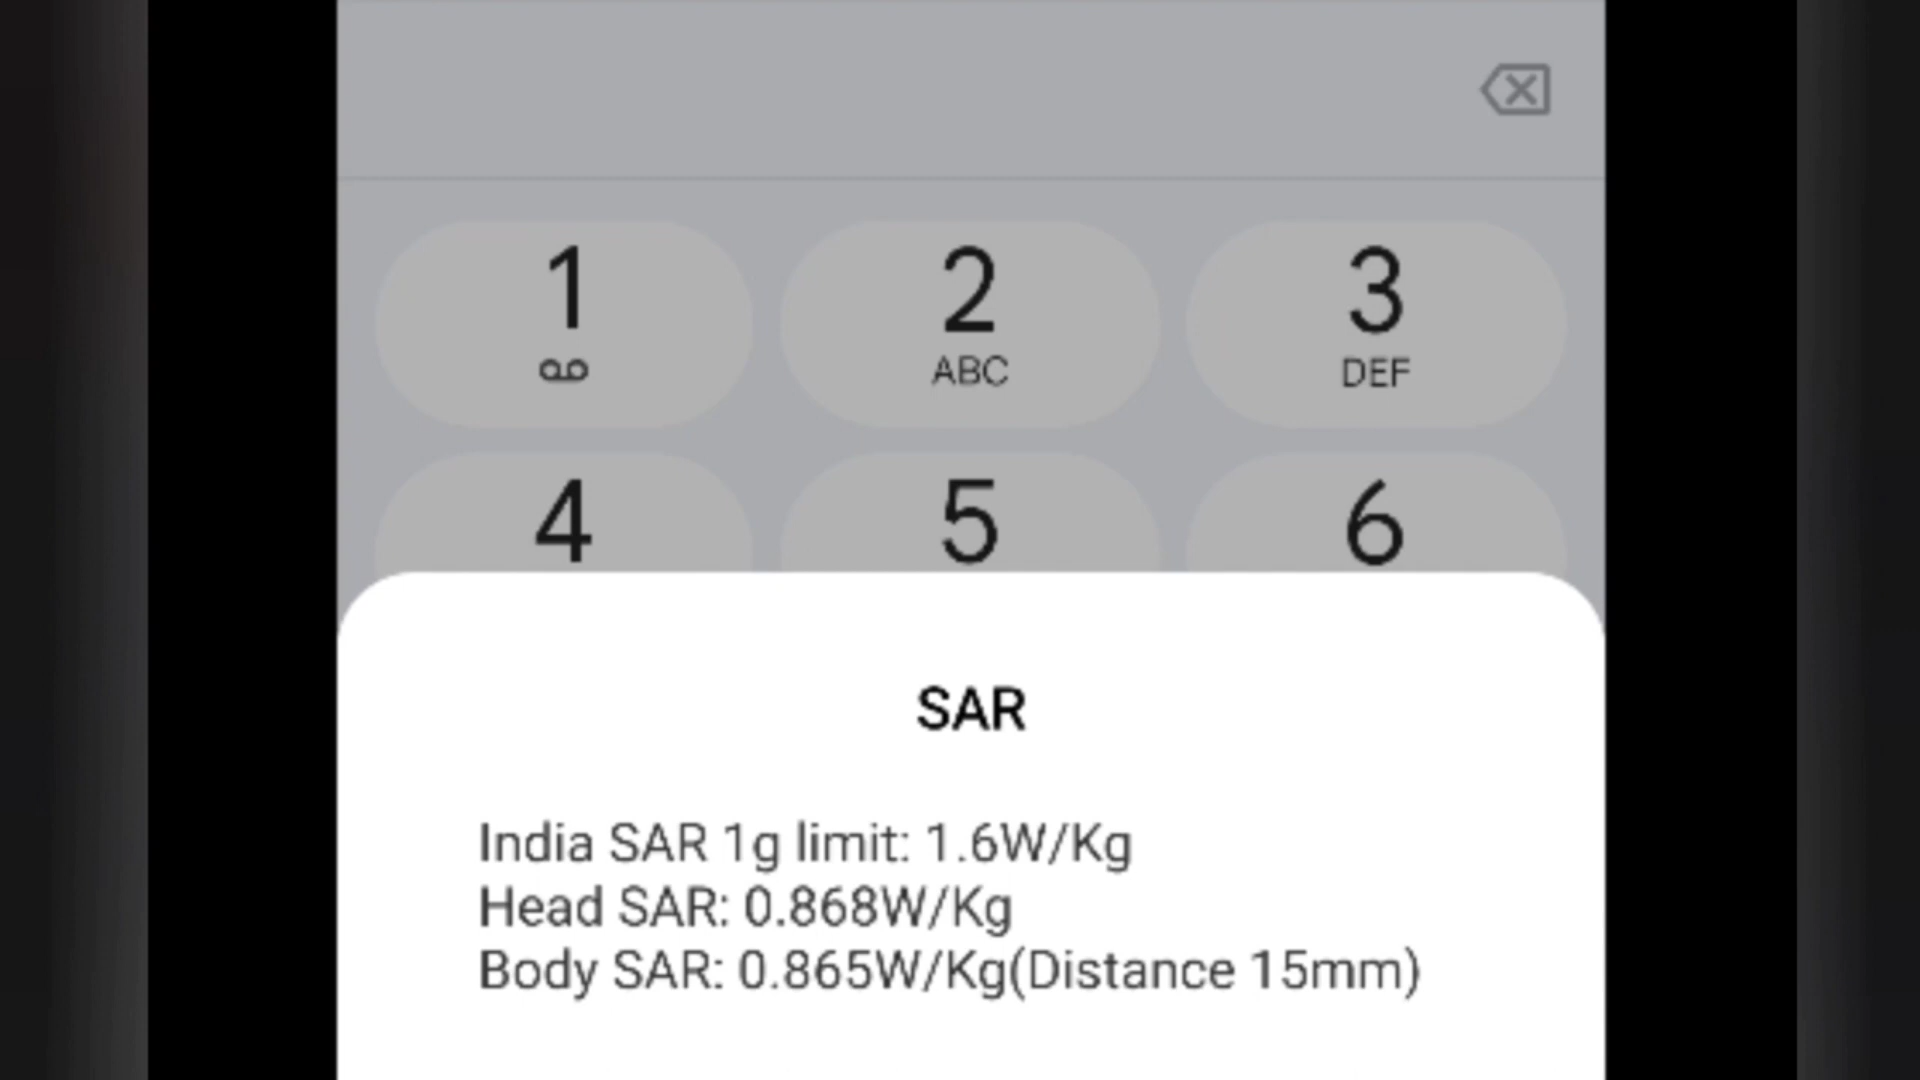 1 2 3
ABC DEF
4 5 6
SAR
India SAR 1g limit: 1.6W/Kg
Head SAR: 0.868W/Kg
Body SAR: 0.865W/Kg(Distance 15mm)